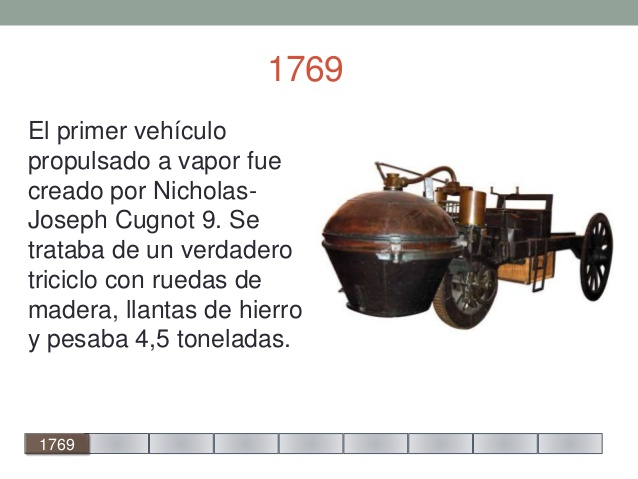 1769
El primer vehículo
propulsado a vapor fue
creado por Nicholas-
Joseph Cugnot 9. Se
trataba de un verdadero
triciclo con ruedas de
madera, llantas de hierro
y pesaba 4,5 toneladas.
1769